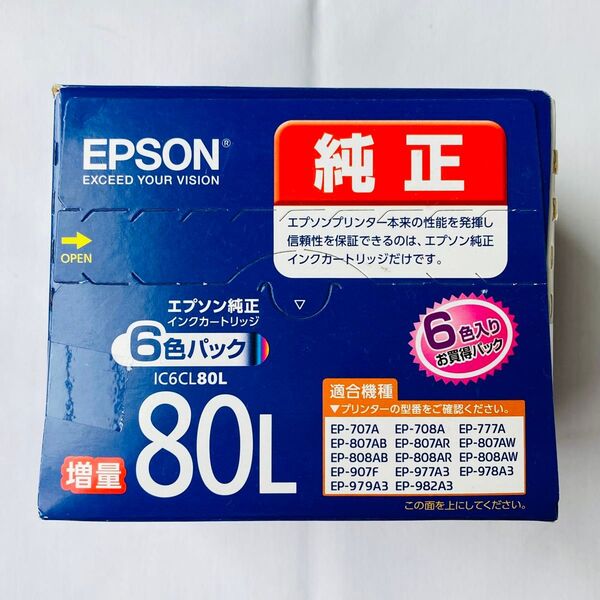 EPSON®
EXCEED YOUR VISION
純正
エプソンプリンター本来の性能を発揮し
信頼性を保証できるのは、エプソン純正
インクカートリッジだけです。
OPEN
エプソン純正
インクカートリッジ
6色パック
IC6CL80L
増量
80L
6色入り
お買得パック
適合機種
▼プリンターの型番をご確認ください。
EP-707A EP-708A EP-777A
EP-807AB EP-807AR EP-807AW
EP-808AB EP-808AR EP-808AW
EP-907F EP-977A3 EP-978A3
EP-979A3 EP-982A3
この面を上にしてください。